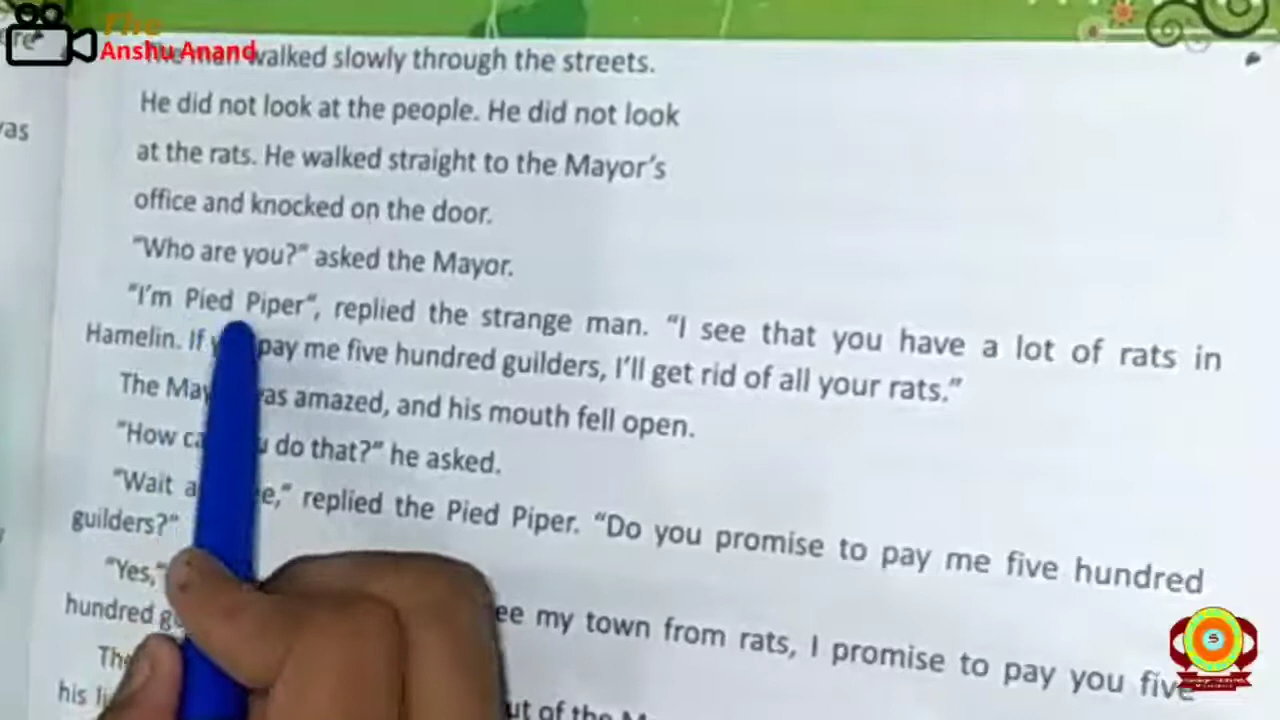 The
Anshu Anand
man walked slowly through the streets.
He did not look at the people. He did not look
at the rats. He walked straight to the Mayor's
office and knocked on the door.
"Who are you?" asked the Mayor.
"I'm Pied Piper", replied the strange man. "I see that you have a lot of rats in
Hamelin. If pay me five hundred guilders, I'll get rid of all your rats."
The amazed, and his mouth fell open.
"How do that?" he asked.
"Wait replied the Pied Piper. "Do you promise to pay me five hundred
guilders?"
"Yes,"
my town from rats, I promise to pay you five
hundred
his
of the
S